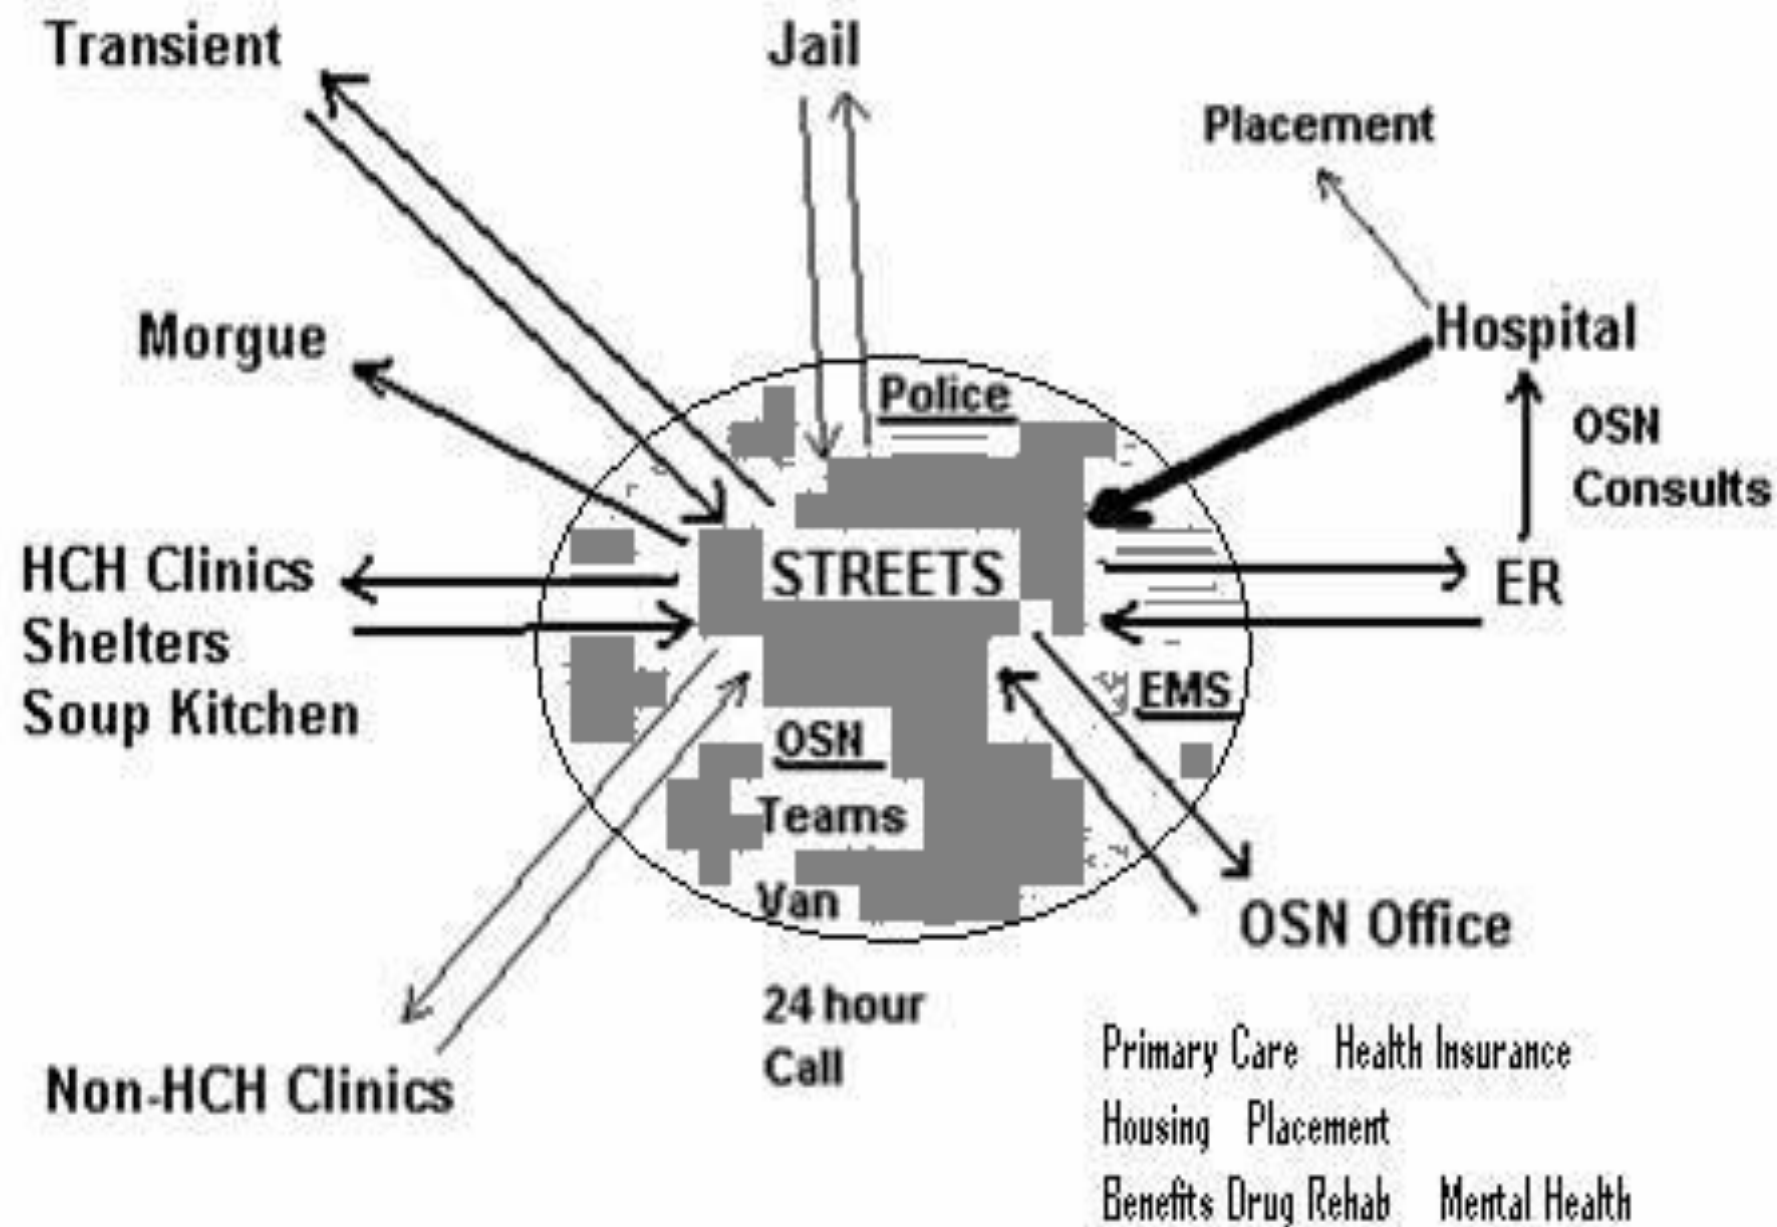 Transient
Jail
Placement
Morgue
Hospital
Police
OSN
Consults
HCH Clinics
Shelters
Soup Kitchen
STREETS
ER
EMS
OSN
Teams
Van
OSN Office
24 hour
Call
Non-HCH Clinics
Primary Care Health Insurance
Housing Placement
Benefits Drug Rehab Mental Health